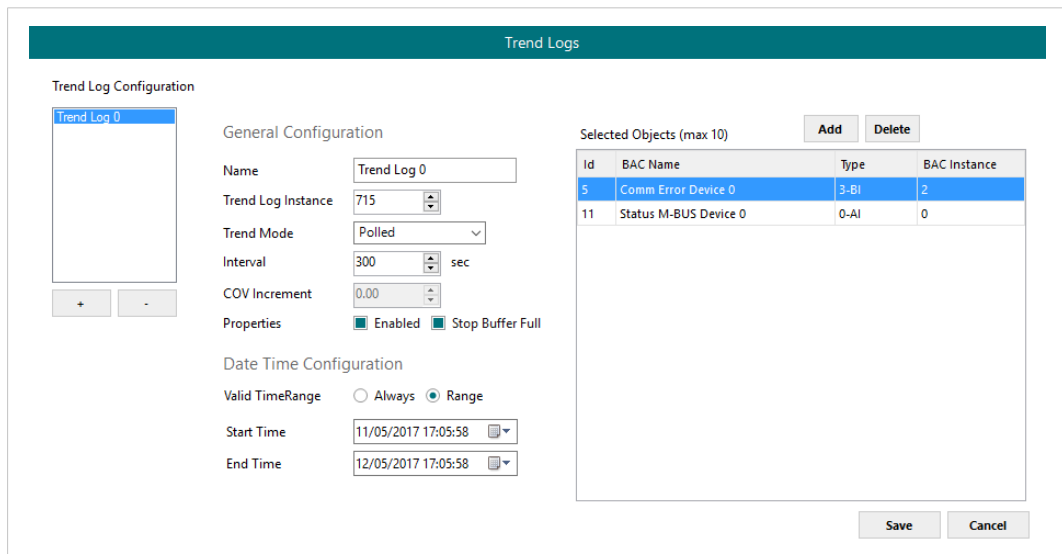 Trend Logs
Trend Log Configuration
Trend Log 0
+ -
General Configuration
Name Trend Log 0
Trend Log Instance 715
Trend Mode Polled
Interval 300 sec
COV Increment 0.00
Properties Enabled Stop Buffer Full
Date Time Configuration
Valid TimeRange Always Range
Start Time 11/05/2017 17:05:58
End Time 12/05/2017 17:05:58
Selected Objects (max 10) Add Delete
Id BAC Name Type BAC Instance
5 Comm Error Device 0 3-BI 2
11 Status M-BUS Device 0 0-AI 0
Save Cancel